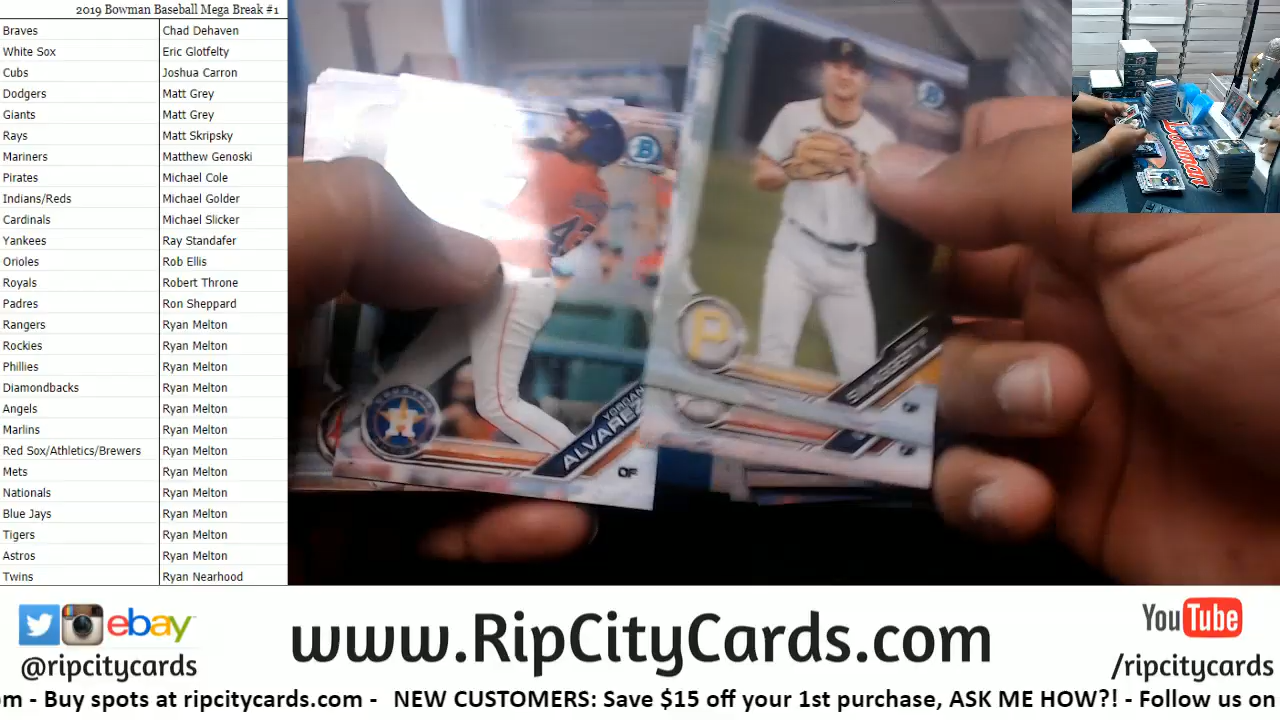 2019 Bowman Baseball Mega Break #1
Braves Chad Dehaven
White Sox Eric Glotfelty
Cubs Joshua Carron
Dodgers Matt Grey
Giants Matt Grey
Rays Matt Skripsky
Mariners Matthew Genoski
Pirates Michael Cole
Indians/Reds Michael Golder
Cardinals Michael Slicker
Yankees Ray Standafer
Orioles Rob Ellis
Royals Robert Throne
Padres Ron Sheppard
Rangers Ryan Melton
Rockies Ryan Melton
Phillies Ryan Melton
Diamondbacks Ryan Melton
Angels Ryan Melton
Marlins Ryan Melton
Red Sox/Athletics/Brewers Ryan Melton
Mets Ryan Melton
Nationals Ryan Melton
Blue Jays Ryan Melton
Tigers Ryan Melton
Astros Ryan Melton
Twins Ryan Nearhood
B
B
P
H
YORDAN
ALVAREZ
OF
Bowman
ebay
@ripcitycards
www.RipCityCards.com
YouTube
/ripcitycards
m - Buy spots at ripcitycards.com - NEW CUSTOMERS: Save $15 off your 1st purchase, ASK ME HOW?! - Follow us on